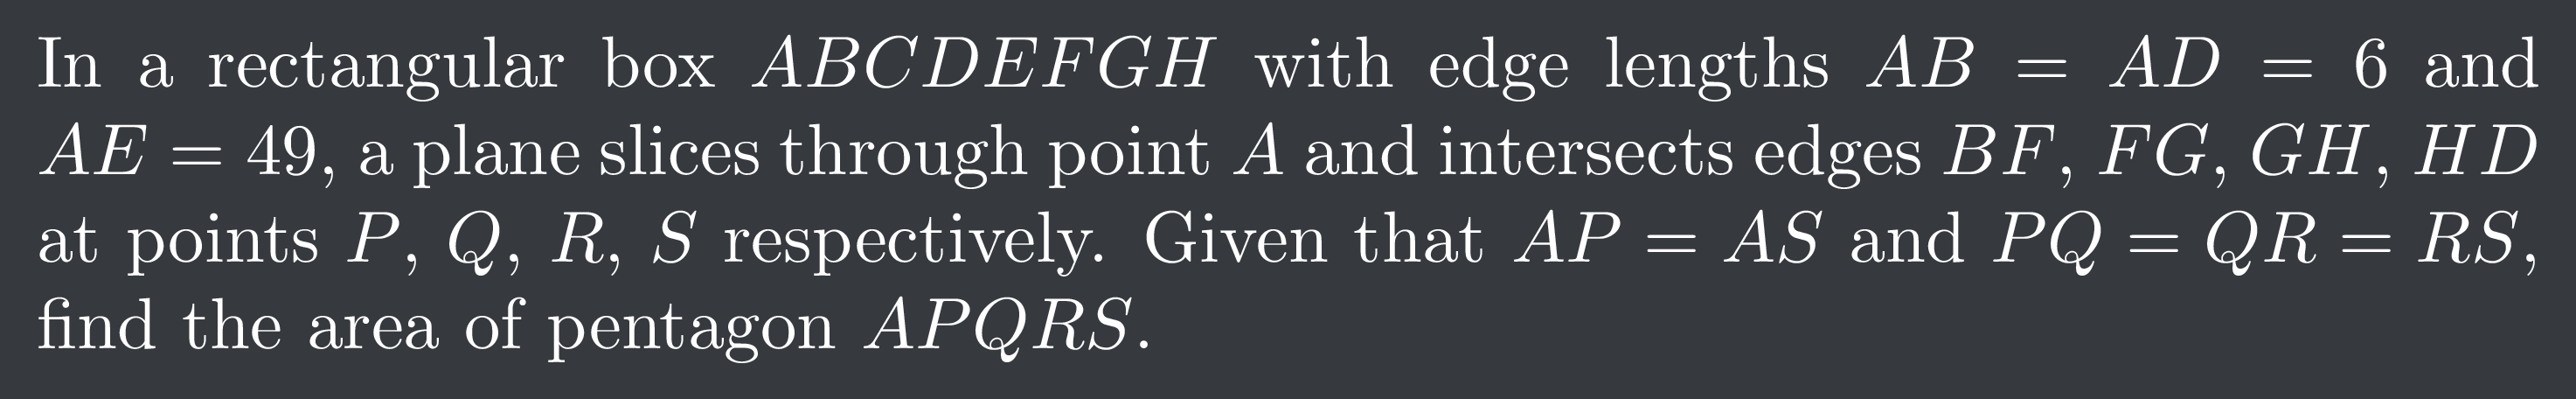 In a rectangular box ABCDEFGH with edge lengths AB = AD = 6 and
AE = 49, a plane slices through point A and intersects edges BF, FG, GH, HD
at points P, Q, R, S respectively. Given that AP = AS and PQ = QR = RS,
find the area of pentagon APQRS.